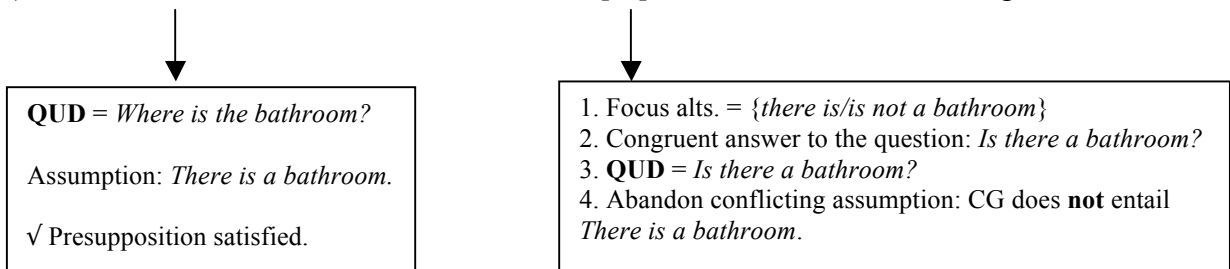 QUD = Where is the bathroom?
Assumption: There is a bathroom.
√ Presupposition satisfied.
1. Focus alts. = {there is/is not a bathroom}
2. Congruent answer to the question: Is there a bathroom?
3. QUD = Is there a bathroom?
4. Abandon conflicting assumption: CG does not entail
There is a bathroom.